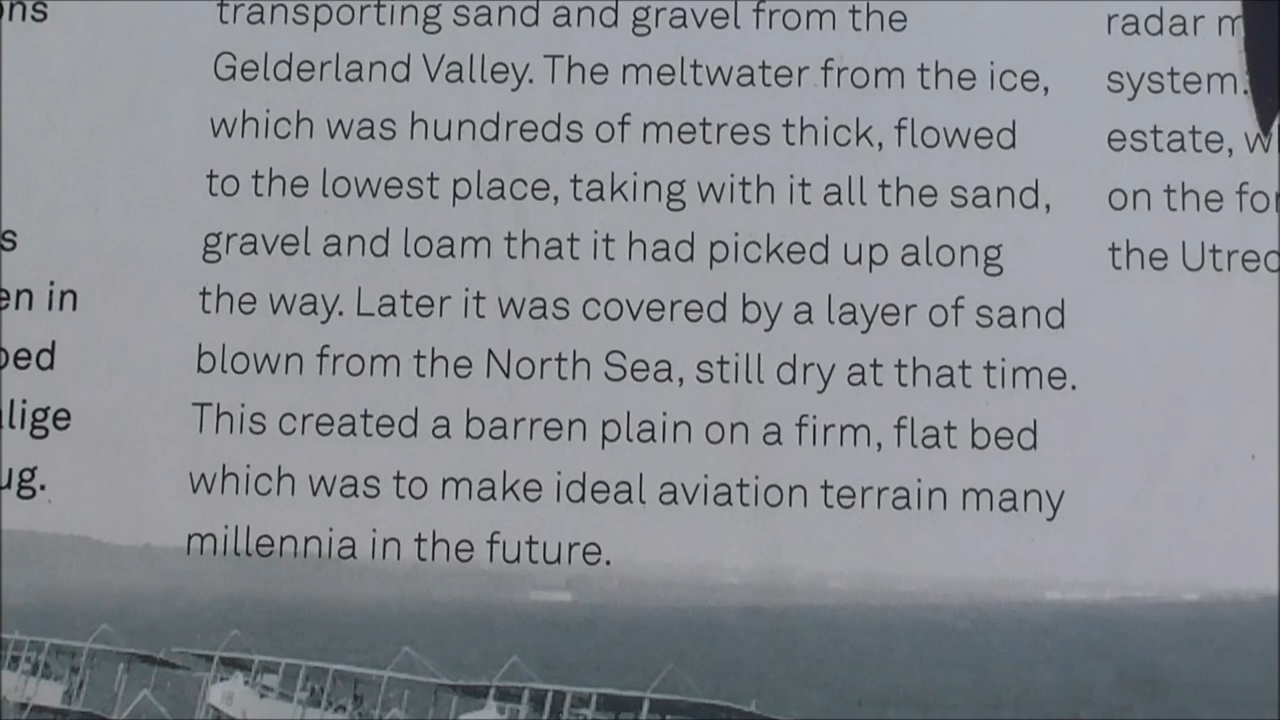 ns
s
en in
lige
transporting sand and gravel from the
Gelderland Valley. The meltwater from the ice,
which was hundreds of metres thick, flowed
to the lowest place, taking with it all the sand,
gravel and loam that it had picked up along
the way. Later it was covered by a layer of sand
blown from the North Sea, still dry at that time.
This created a barren plain on a firm, flat bed
which was to make ideal aviation terrain many
millennia in the future.
radar
system.
estate,
on the
the